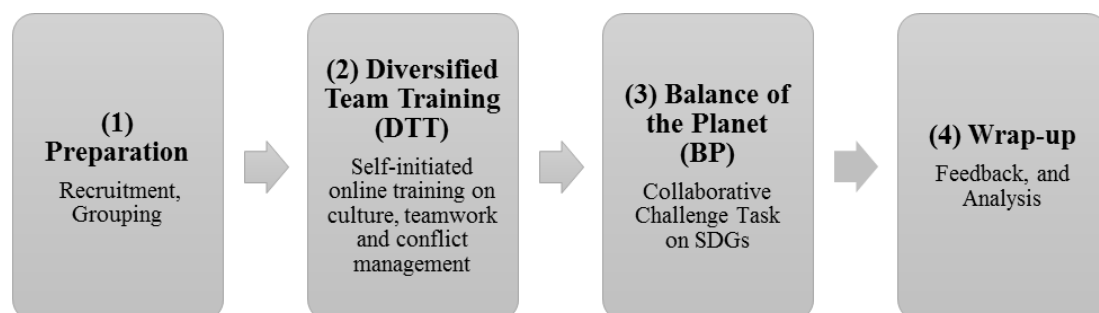 (1)
Preparation
Recruitment,
Grouping
(2) Diversified
Team Training
(DTT)
Self-initiated
online training on
culture, teamwork
and conflict
management
(3) Balance of
the Planet
(BP)
Collaborative
Challenge Task
on SDGs
(4) Wrap-up
Feedback, and
Analysis